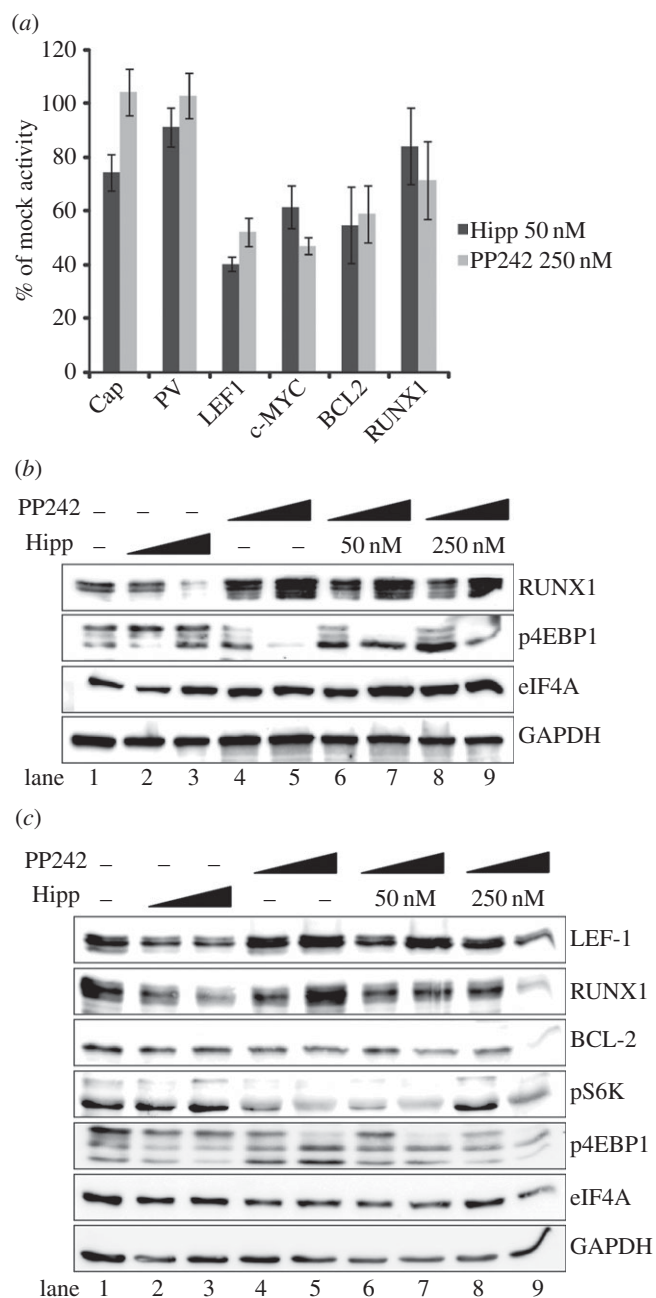 (a)
120
100
80
60
40
20
0
% of mock activity
Cap PV LEF1 c-MYC BCL2 RUNX1
Hipp 50 nM
PP242 250 nM
(b)
PP242 – – –
Hipp – – – 50 nM 250 nM
RUNX1
p4EBP1
eIF4A
GAPDH
lane 1 2 3 4 5 6 7 8 9
(c)
PP242 – – –
Hipp – – – 50 nM 250 nM
LEF-1
RUNX1
BCL-2
pS6K
p4EBP1
eIF4A
GAPDH
lane 1 2 3 4 5 6 7 8 9